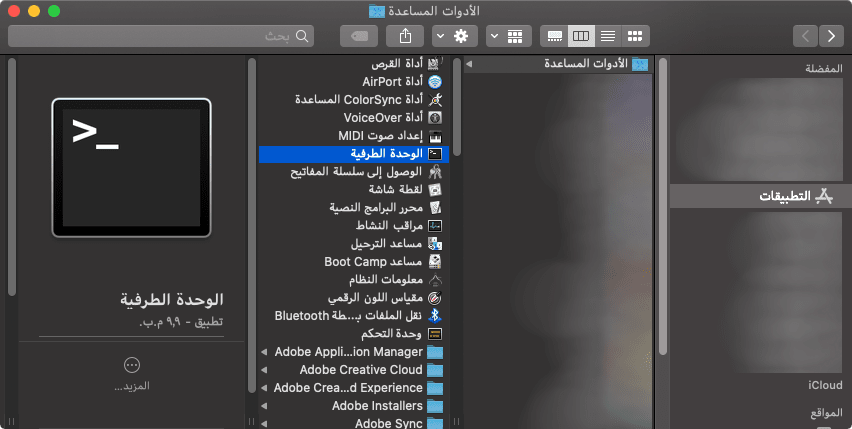 الأدوات المساعدة
بحث
المفضلة
التطبيقات
iCloud
المواقع
الأدوات المساعدة
أداة القرص
أداة AirPort
أداة ColorSync المساعدة
أداة VoiceOver
إعداد صوت MIDI
الوحدة الطرفية
الوصول إلى سلسلة المفاتيح
لقطة شاشة
محرر البرامج النصية
مراقب النشاط
مساعد الترحيل
مساعد Boot Camp
معلومات النظام
مقياس اللون الرقمي
نقل الملفات ب...طة Bluetooth
وحدة التحكم
Adobe Appli...ion Manager
Adobe Creative Cloud
Adobe Crea...d Experience
Adobe Installers
Adobe Sync
>_
الوحدة الطرفية
تطبيق - ٩,٩ م.ب.
المزيد...